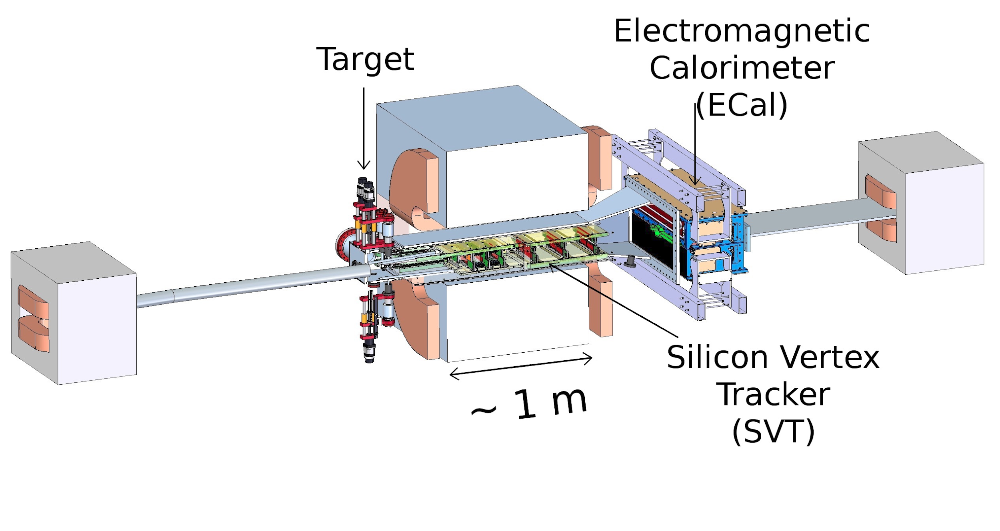 Electromagnetic
Calorimeter
(ECal)
Target
Silicon Vertex
Tracker
(SVT)
~ 1 m